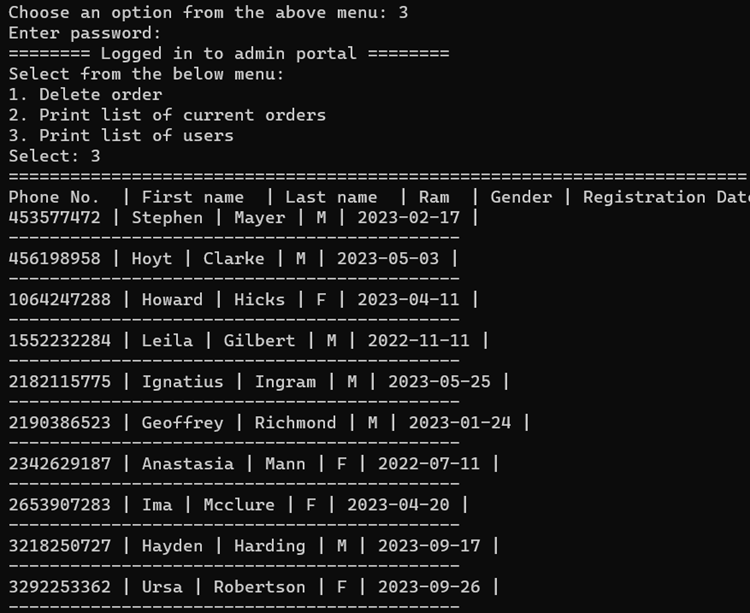 Choose an option from the above menu: 3
Enter password:
======== Logged in to admin portal ========
Select from the below menu:
1. Delete order
2. Print list of current orders
3. Print list of users
Select: 3
========================================================================
Phone No.  | First name  | Last name  | Ram  | Gender | Registration Date
453577472 | Stephen | Mayer | M | 2023-02-17 |
--------------------------------------------
456198958 | Hoyt | Clarke | M | 2023-05-03 |
--------------------------------------------
1064247288 | Howard | Hicks | F | 2023-04-11 |
--------------------------------------------
1552232284 | Leila | Gilbert | M | 2022-11-11 |
--------------------------------------------
2182115775 | Ignatius | Ingram | M | 2023-05-25 |
--------------------------------------------
2190386523 | Geoffrey | Richmond | M | 2023-01-24 |
--------------------------------------------
2342629187 | Anastasia | Mann | F | 2022-07-11 |
--------------------------------------------
2653907283 | Ima | Mcclure | F | 2023-04-20 |
--------------------------------------------
3218250727 | Hayden | Harding | M | 2023-09-17 |
--------------------------------------------
3292253362 | Ursa | Robertson | F | 2023-09-26 |
--------------------------------------------